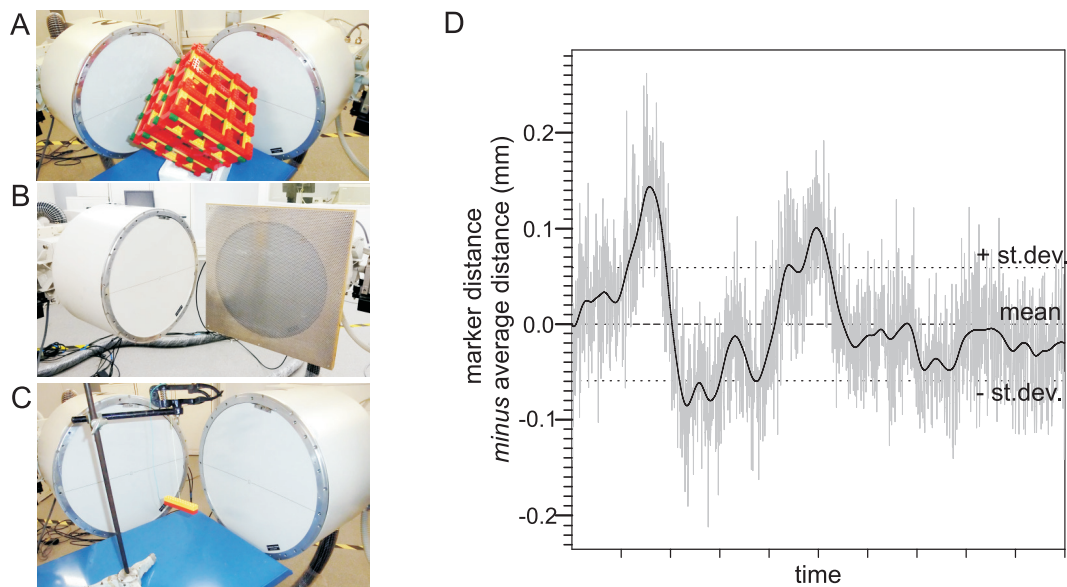 A
B
C
D
marker distance
minus average distance (mm)
0.2
0.1
0.0
-0.1
-0.2
+ st.dev.
mean
- st.dev.
time